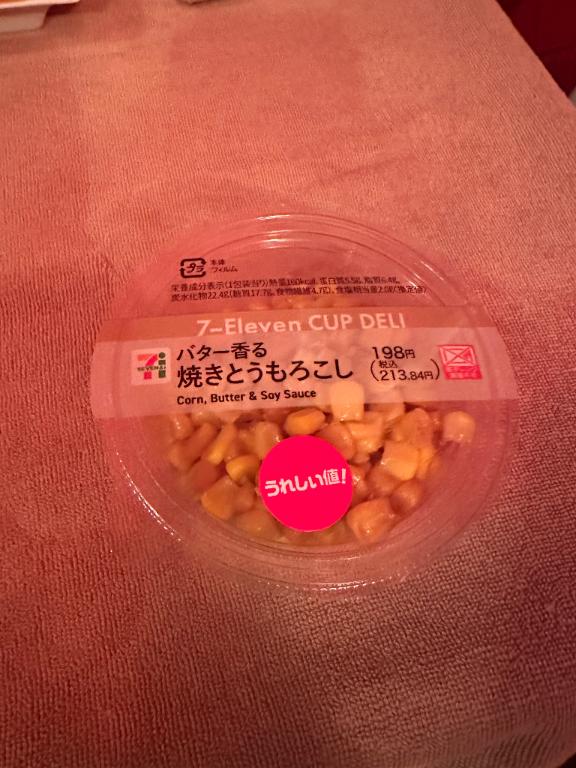 プラ
本体
フィルム
栄養成分表示(1包装当り)熱量160kcal、蛋白質5.5g、脂質6.4g、
炭水化物22.4g(糖質17.7g、食物繊維4.7g)、食塩相当量2.0g(推定値)
7-Eleven CUP DELI
バター香る
焼きとうもろこし
Corn, Butter & Soy Sauce
198円
(税込
213.84円)
うれしい値!